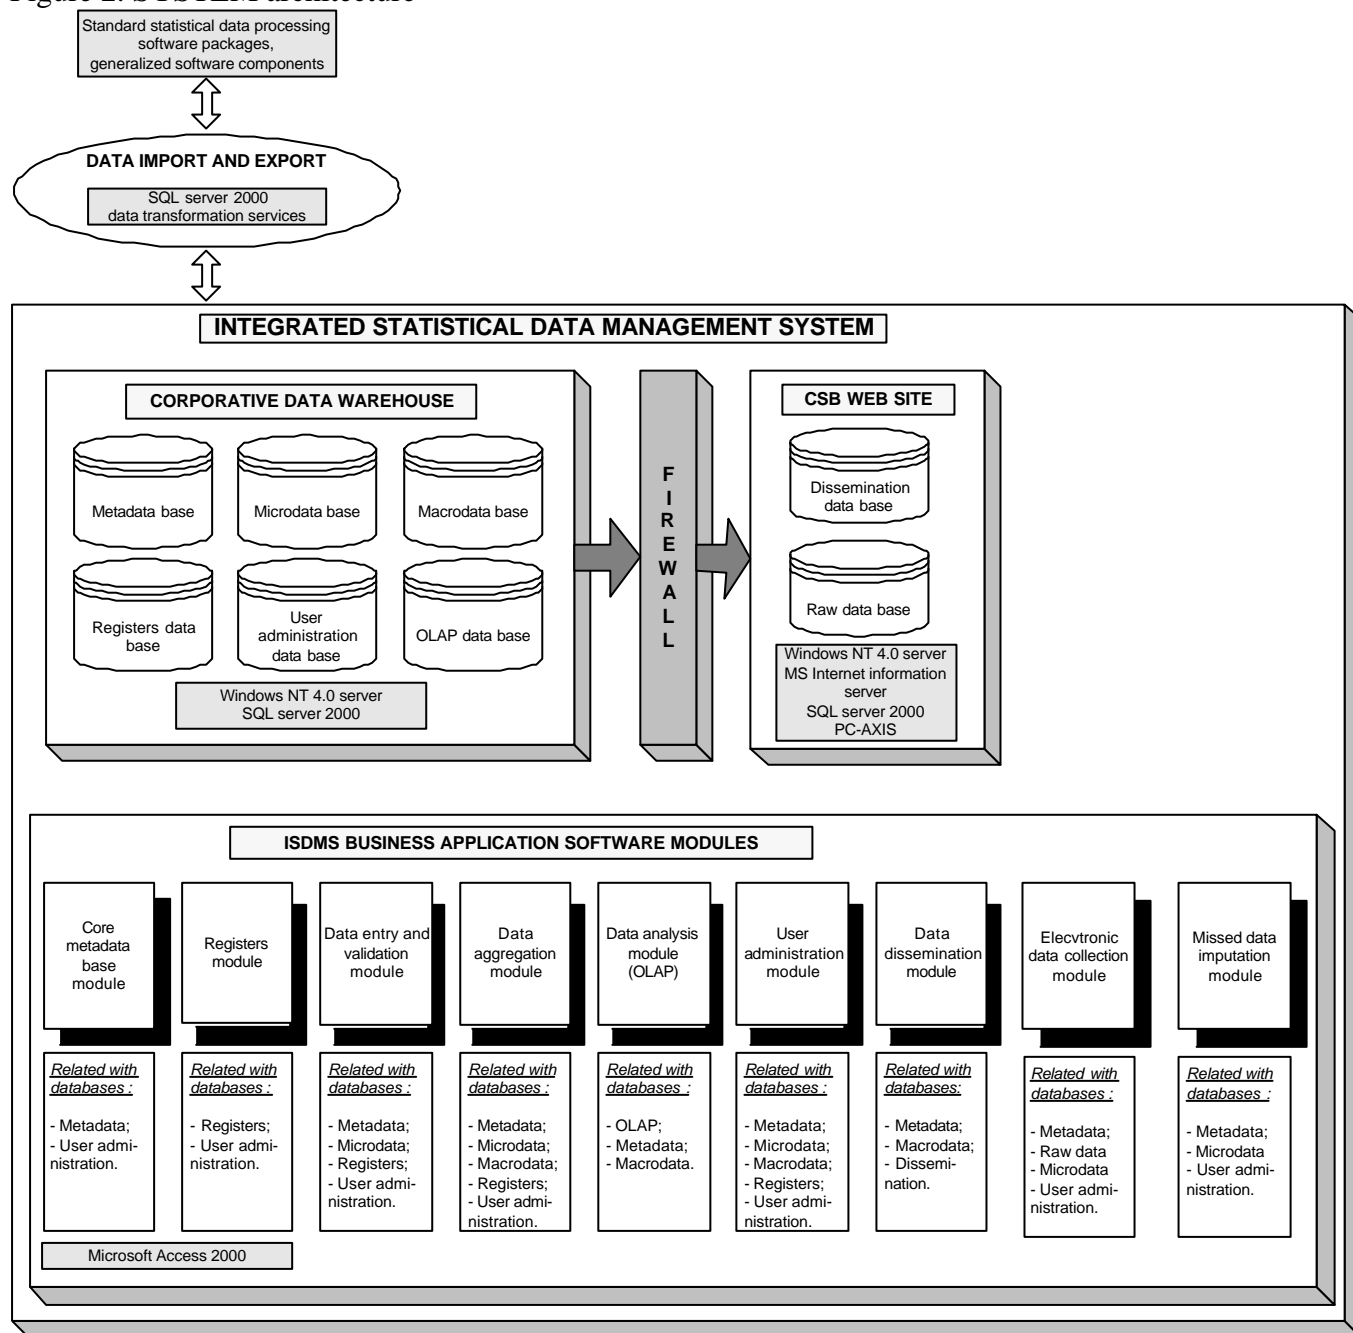 Figure 2. SYSTEM architecture
Standard statistical data processing
software packages,
generalized software components
DATA IMPORT AND EXPORT
SQL server 2000
data transformation services
INTEGRATED STATISTICAL DATA MANAGEMENT SYSTEM
CORPORATIVE DATA WAREHOUSE
Metadata base
Microdata base
Macrodata base
Registers data
base
User
administration
data base
OLAP data base
Windows NT 4.0 server
SQL server 2000
FIREWALL
CSB WEB SITE
Dissemination
data base
Raw data base
Windows NT 4.0 server
MS Internet information
server
SQL server 2000
PC-AXIS
ISDMS BUSINESS APPLICATION SOFTWARE MODULES
Core
metadata
base
module
Registers
module
Data entry and
validation
module
Data
aggregation
module
Data analysis
module
(OLAP)
User
administration
module
Data
dissemination
module
Elecvtronic
data collection
module
Missed data
imputation
module
Related with
databases :
- Metadata;
- User admi-
nistration.
Related with
databases :
- Registers;
- User admi-
nistration.
Related with
databases :
- Metadata;
- Microdata;
- Registers;
- User admi-
nistration.
Related with
databases :
- Metadata;
- Microdata;
- Macrodata;
- Registers;
- User admi-
nistration.
Related with
databases :
- OLAP;
- Metadata;
- Macrodata.
Related with
databases :
- Metadata;
- Microdata;
- Macrodata;
- Registers;
- User admi-
nistration.
Related with
databases:
- Metadata;
- Macrodata;
- Dissemi-
nation.
Related with
databases :
- Metadata;
- Raw data
- Microdata
- User admi-
nistration.
Related with
databases :
- Metadata;
- Microdata
- User admi-
nistration.
Microsoft Access 2000